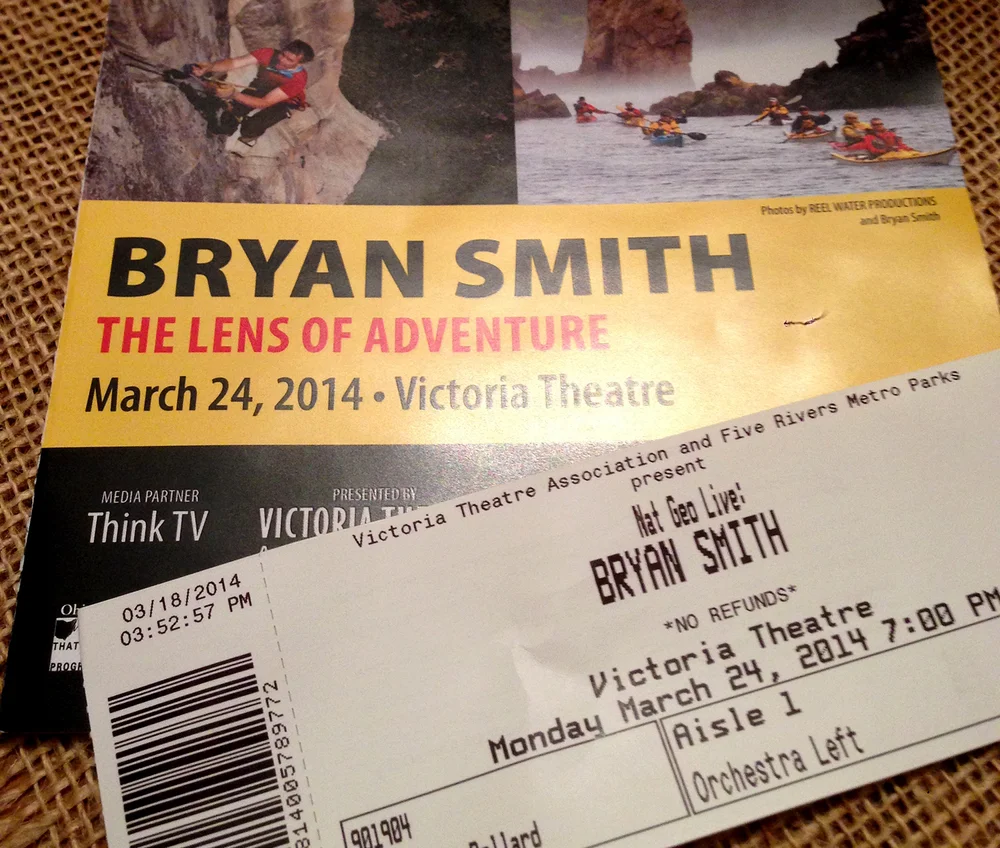 Photos by REEL WATER PRODUCTIONS
and Bryan Smith
BRYAN SMITH
THE LENS OF ADVENTURE
March 24, 2014 • Victoria Theatre
MEDIA PARTNER
Think TV
PRESENTED BY
VICTORIA
THAT
Victoria Theatre Association and Five Rivers Metro Parks
present
Nat Geo Live:
BRYAN SMITH
*NO REFUNDS*
Victoria Theatre
Monday March 24, 2014 7:00 PM
Aisle 1
Orchestra Left
03/18/2014
03:52:57 PM
814005789772
901904